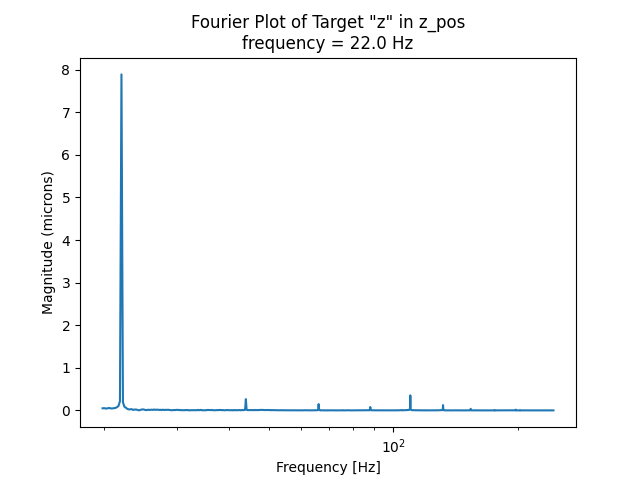 Fourier Plot of Target "z" in z_pos
frequency = 22.0 Hz
8
7
6
5
4
3
2
1
0
Magnitude (microns)
10²
Frequency [Hz]